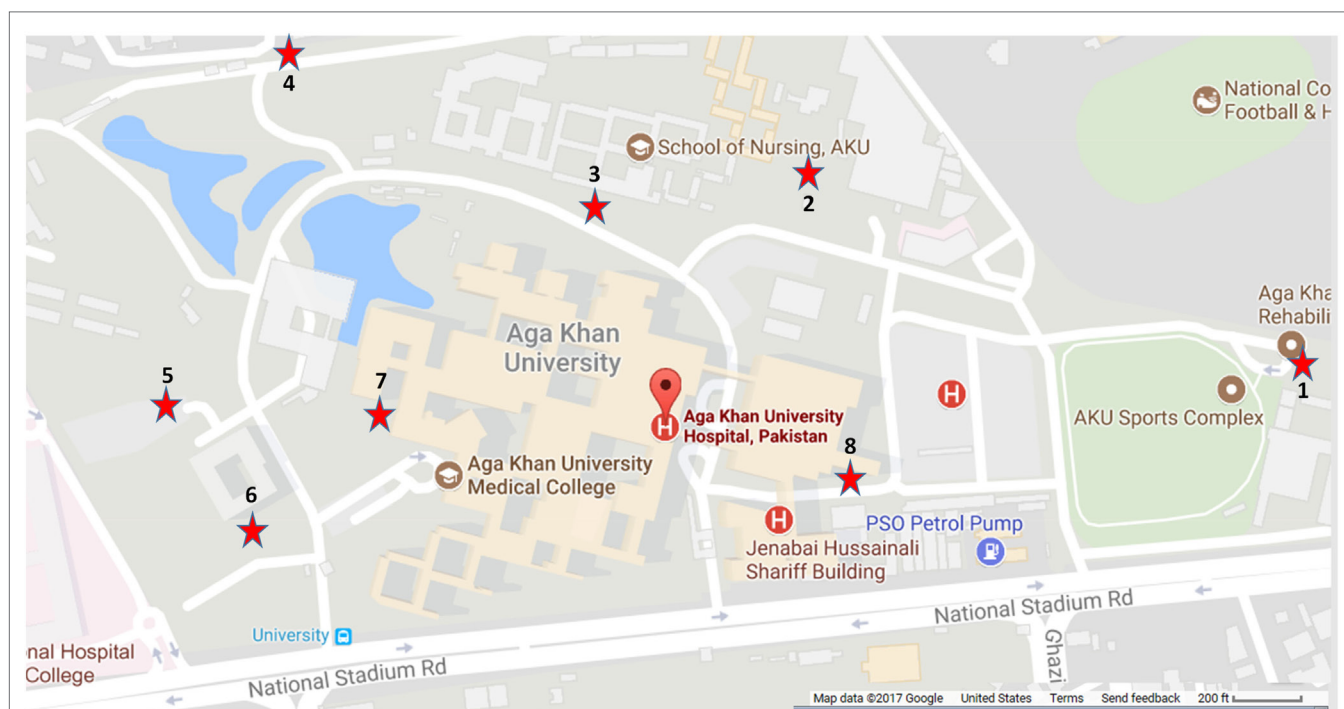 4
National Co
Football & H
School of Nursing, AKU
3
2
Aga Kha
Rehabili
Aga Khan
University
5
7
1
AKU Sports Complex
Aga Khan University
Hospital, Pakistan
8
Aga Khan University
Medical College
6
PSO Petrol Pump
Jenabai Hussainali
Shariff Building
National Stadium Rd
University
onal Hospital
College
National Stadium Rd
Ghazi
Map data ©2017 Google United States Terms Send feedback 200 ft